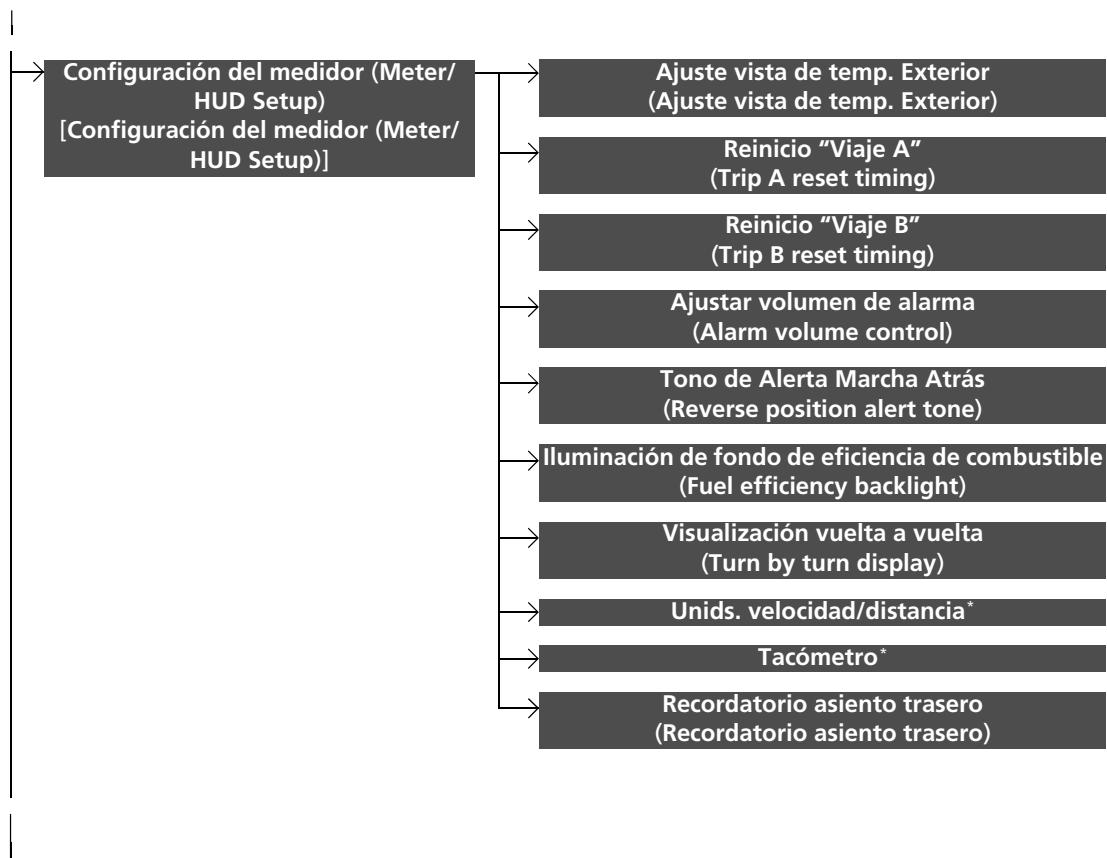 Configuración del medidor (Meter/
HUD Setup)
[Configuración del medidor (Meter/
HUD Setup)]
Ajuste vista de temp. Exterior
(Ajuste vista de temp. Exterior)
Reinicio “Viaje A”
(Trip A reset timing)
Reinicio “Viaje B”
(Trip B reset timing)
Ajustar volumen de alarma
(Alarm volume control)
Tono de Alerta Marcha Atrás
(Reverse position alert tone)
Iluminación de fondo de eficiencia de combustible
(Fuel efficiency backlight)
Visualización vuelta a vuelta
(Turn by turn display)
Unids. velocidad/distancia*
Tacómetro*
Recordatorio asiento trasero
(Recordatorio asiento trasero)